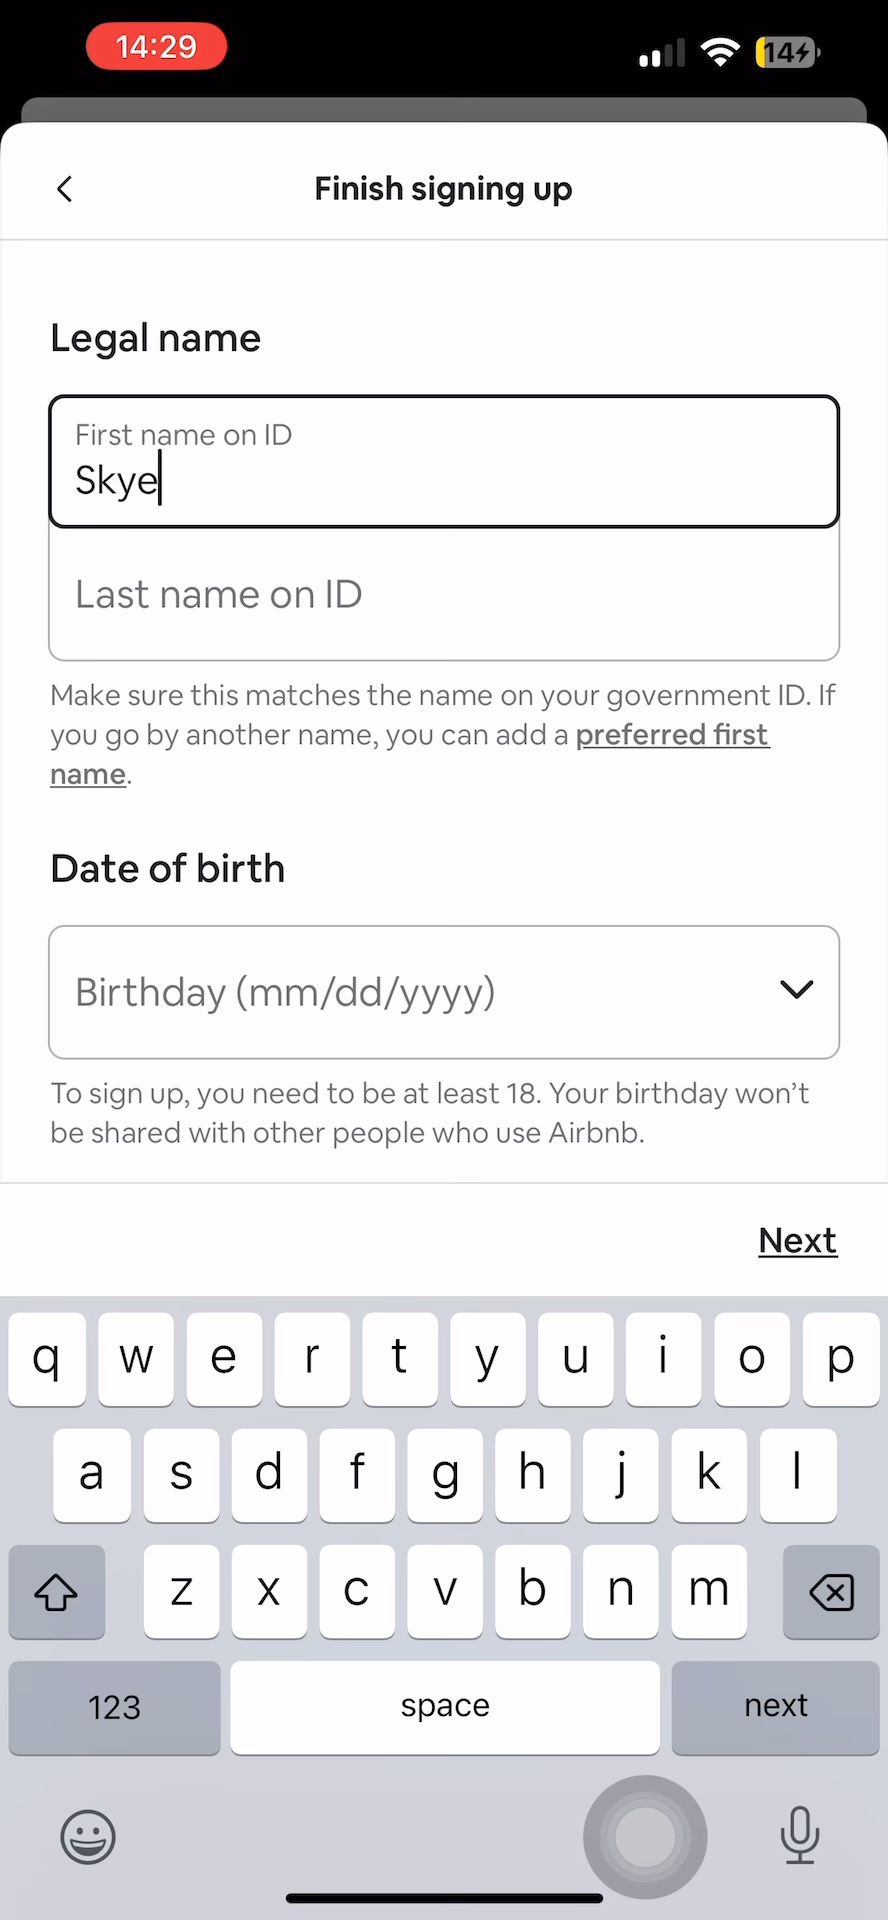 14:29
14
Finish signing up
Legal name
First name on ID
Skye
Last name on ID
Make sure this matches the name on your government ID. If
you go by another name, you can add a preferred first
name.
Date of birth
Birthday (mm/dd/yyyy)
To sign up, you need to be at least 18. Your birthday won’t
be shared with other people who use Airbnb.
Next
q w e r t y u i o p
a s d f g h j k l
z x c v b n m
123 space next